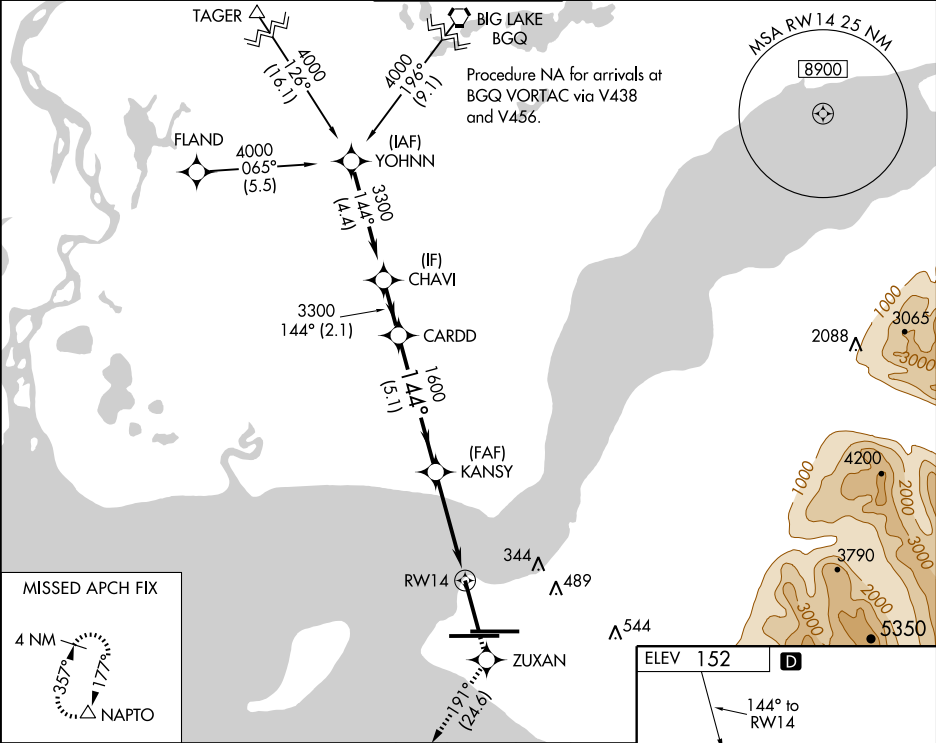 TAGER
BIG LAKE
BGQ
MSA RW14 25 NM
8900
4000
126°
(16.1)
4000
196°
(9.1)
Procedure NA for arrivals at
BGQ VORTAC via V438
and V456.
FLAND
4000
065°
(5.5)
(IAF)
YOHNN
3300
144°
(4.4)
(IF)
CHAVI
3300
144° (2.1)
CARDD
1600
144°
(5.1)
(FAF)
KANSY
1000
3065
3000
2088
1000
4200
2000
3000
RW14
344
489
544
3790
2000
3000
5350
ZUXAN
191°
(24.6)
MISSED APCH FIX
4 NM
357°
177°
NAPTO
ELEV 152
D
144° to
RW14